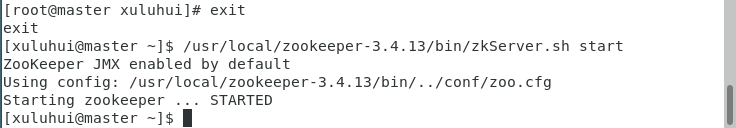 [root@master xuluhui]# exit
exit
[xuluhui@master ~]$ /usr/local/zookeeper-3.4.13/bin/zkServer.sh start
ZooKeeper JMX enabled by default
Using config: /usr/local/zookeeper-3.4.13/bin/../conf/zoo.cfg
Starting zookeeper ... STARTED
[xuluhui@master ~]$